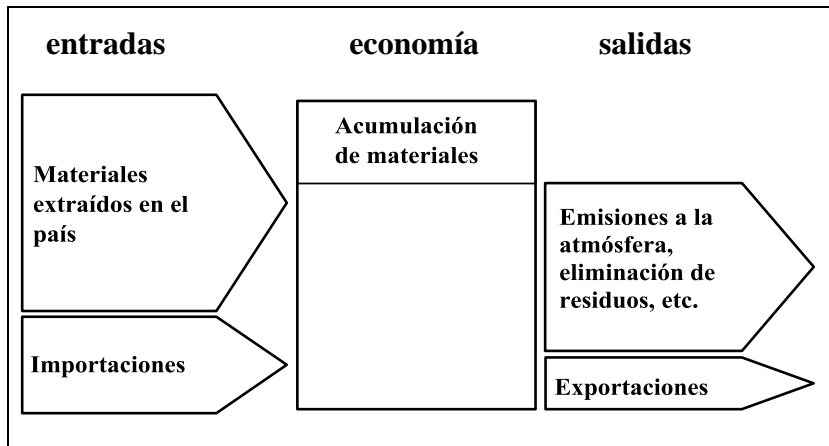 entradas
economía
salidas
Materiales
extraídos en el
país
Importaciones
Acumulación
de materiales
Emisiones a la
atmósfera,
eliminación de
residuos, etc.
Exportaciones